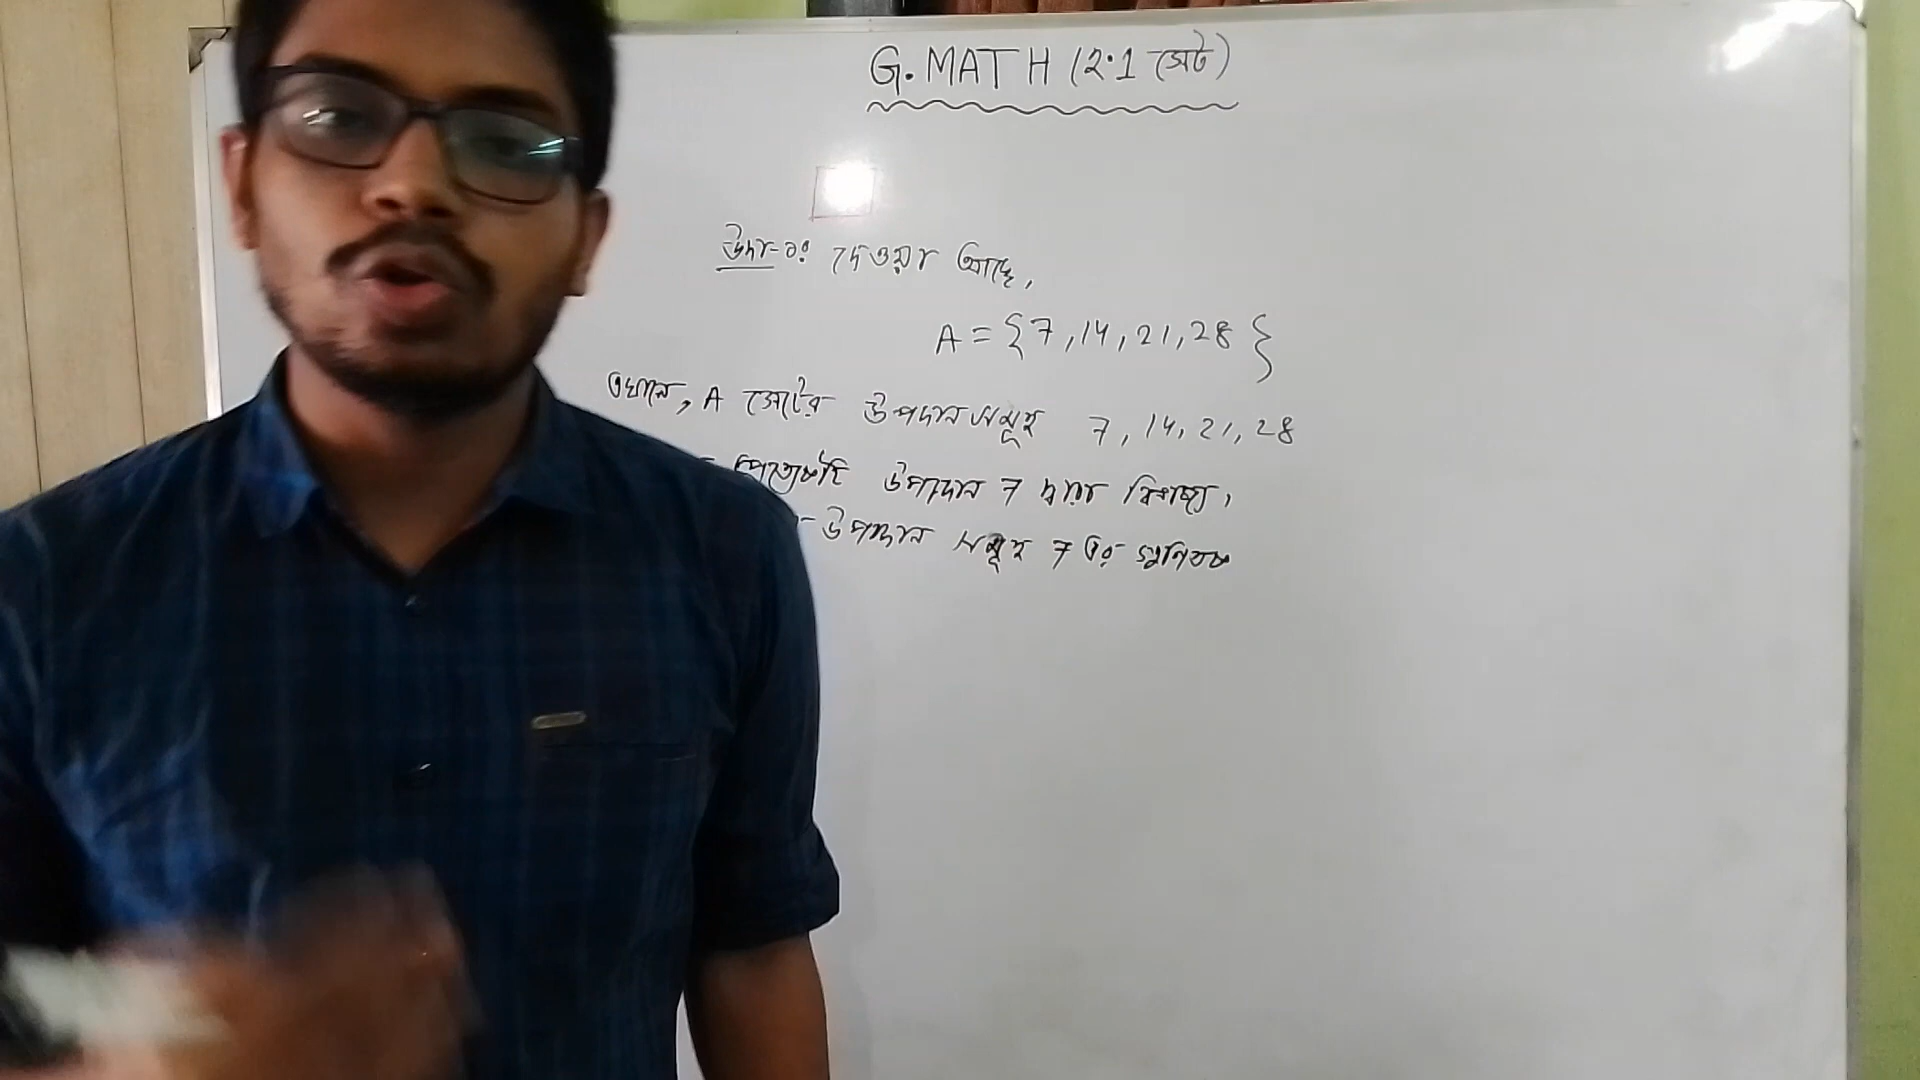 G. MATH (2.1 সেট)
উদা-২ঃ দেওয়া আছে,
A = {7, 14, 21, 28}
এখানে, A সেটের উপাদানসমূহ 7, 14, 21, 28
প্রত্যেকটি উপাদান 7 দ্বারা বিভাজ্য,
উপাদান সমূহ 7 এর গুণিতক